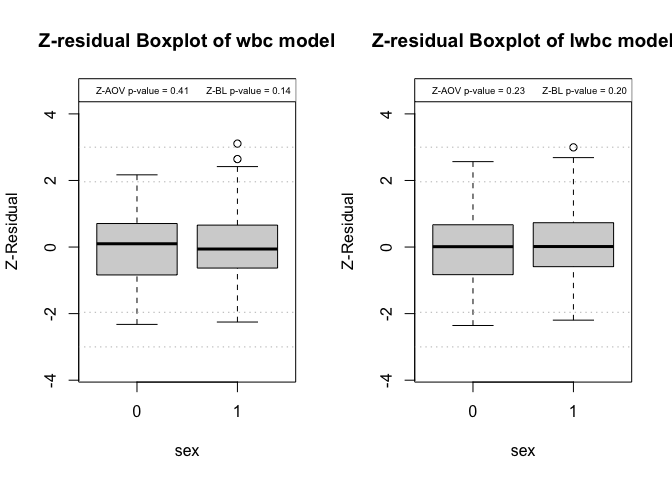 Z-residual Boxplot of wbc model
Z-AOV p-value = 0.41 Z-BL p-value = 0.14
Z-Residual
4
2
0
-2
-4
0 1
sex
Z-residual Boxplot of lwbc model
Z-AOV p-value = 0.23 Z-BL p-value = 0.20
Z-Residual
4
2
0
-2
-4
0 1
sex